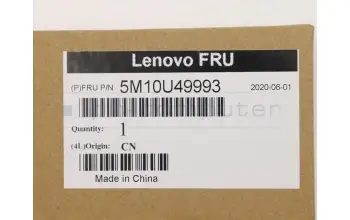 Lenovo FRU
(P)FRU P/N 5M10U49993 2020-06-01
Quantity: 1
(4L)Origin: CN
Made in China